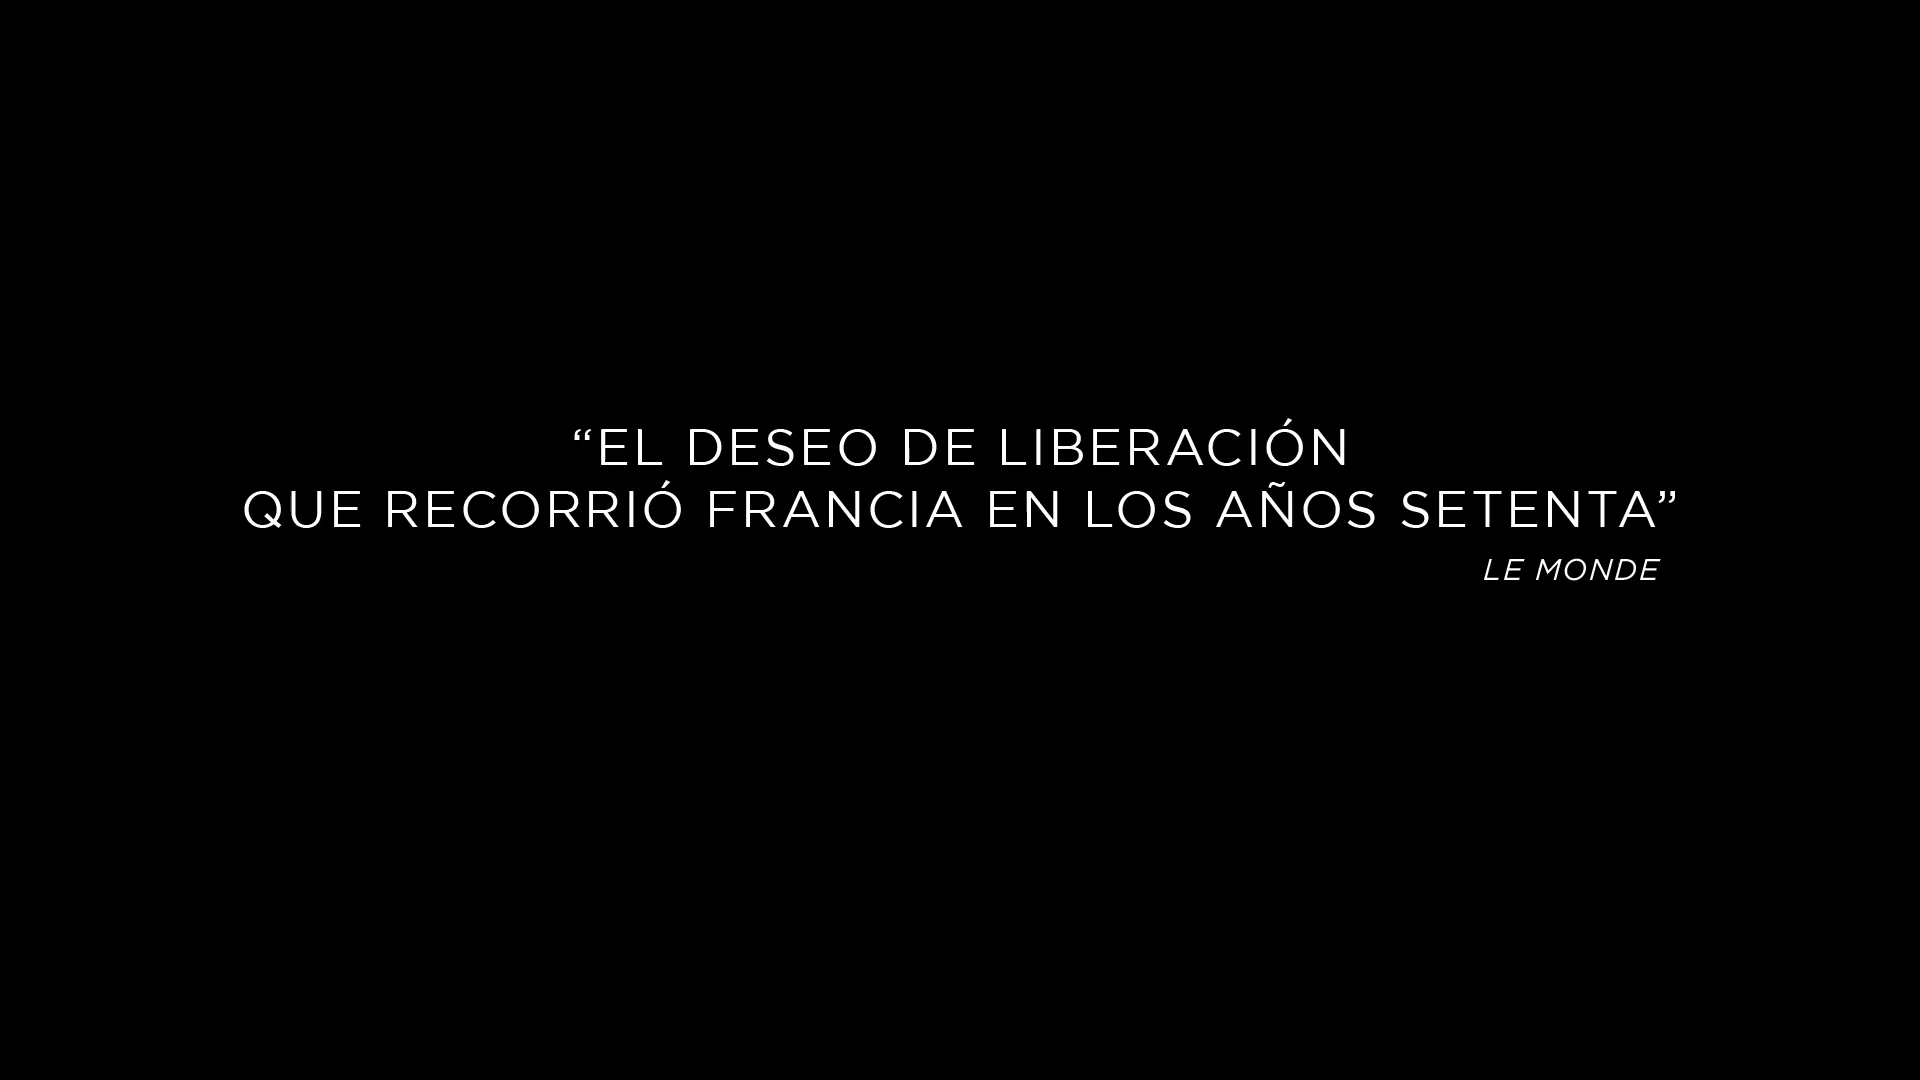 “EL DESEO DE LIBERACIÓN
QUE RECORRIÓ FRANCIA EN LOS AÑOS SETENTA”
LE MONDE